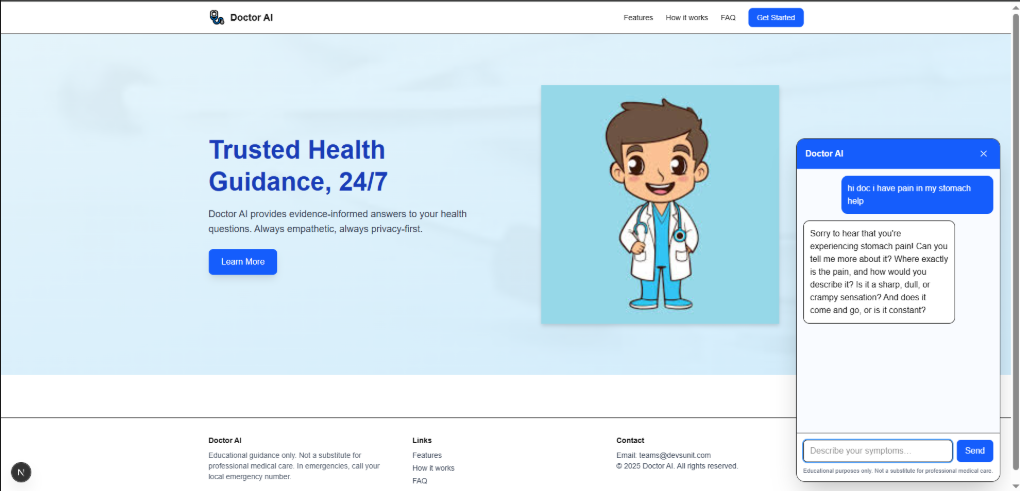 Doctor AI
Features
How it works
FAQ
Get Started
Trusted Health
Guidance, 24/7
Doctor AI provides evidence-informed answers to your health
questions. Always empathetic, always privacy-first.
Learn More
Doctor AI
hi doc i have pain in my stomach
help
Sorry to hear that you're
experiencing stomach pain! Can you
tell me more about it? Where exactly
is the pain, and how would you
describe it? Is it a sharp, dull, or
crampy sensation? And does it
come and go, or is it constant?
Describe your symptoms...
Send
Educational purposes only. Not a substitute for professional medical care.
Doctor AI
Educational guidance only. Not a substitute for
professional medical care. In emergencies, call your
local emergency number.
Links
Features
How it works
FAQ
Contact
Email: teams@devsunit.com
© 2025 Doctor AI. All rights reserved.
N